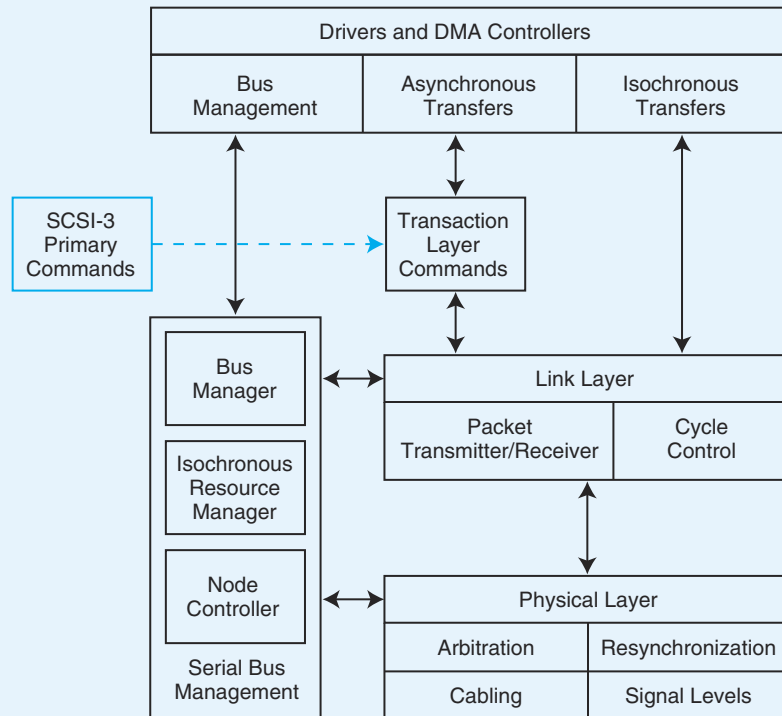 Drivers and DMA Controllers
Bus
Management
Asynchronous
Transfers
Isochronous
Transfers
SCSI-3
Primary
Commands
Transaction
Layer
Commands
Bus
Manager
Isochronous
Resource
Manager
Node
Controller
Serial Bus
Management
Link Layer
Packet
Transmitter/Receiver
Cycle
Control
Physical Layer
Arbitration
Resynchronization
Cabling
Signal Levels